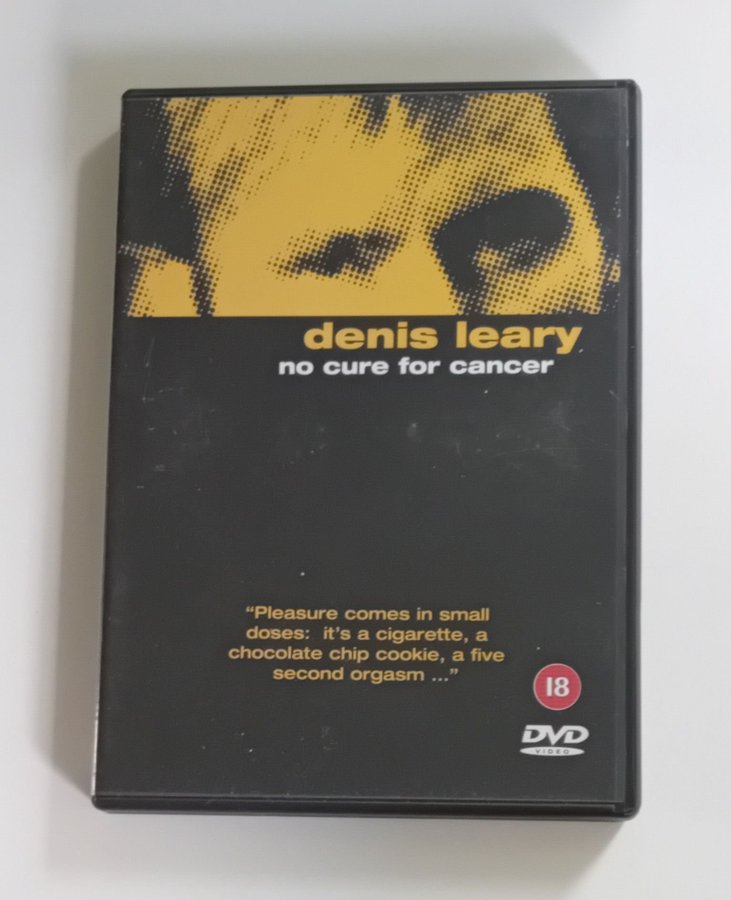 denis leary
no cure for cancer
“Pleasure comes in small
doses:  it's a cigarette, a
chocolate chip cookie, a five
second orgasm ...”
18
DVD
VIDEO